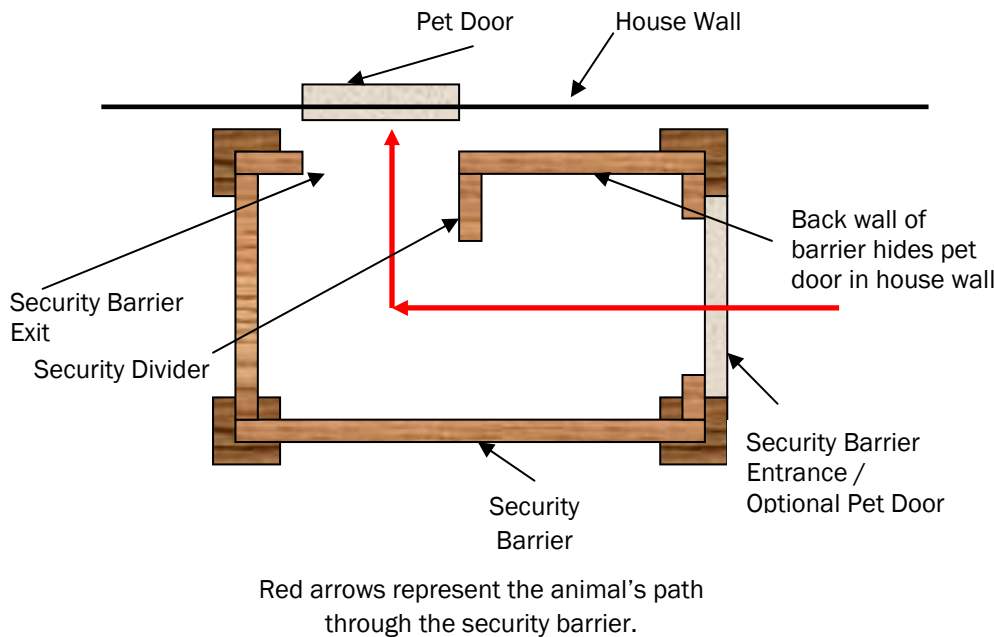 Pet Door
House Wall
Back wall of
barrier hides pet
door in house wall
Security Barrier
Exit
Security Divider
Security Barrier
Entrance /
Optional Pet Door
Security
Barrier
Red arrows represent the animal's path
through the security barrier.